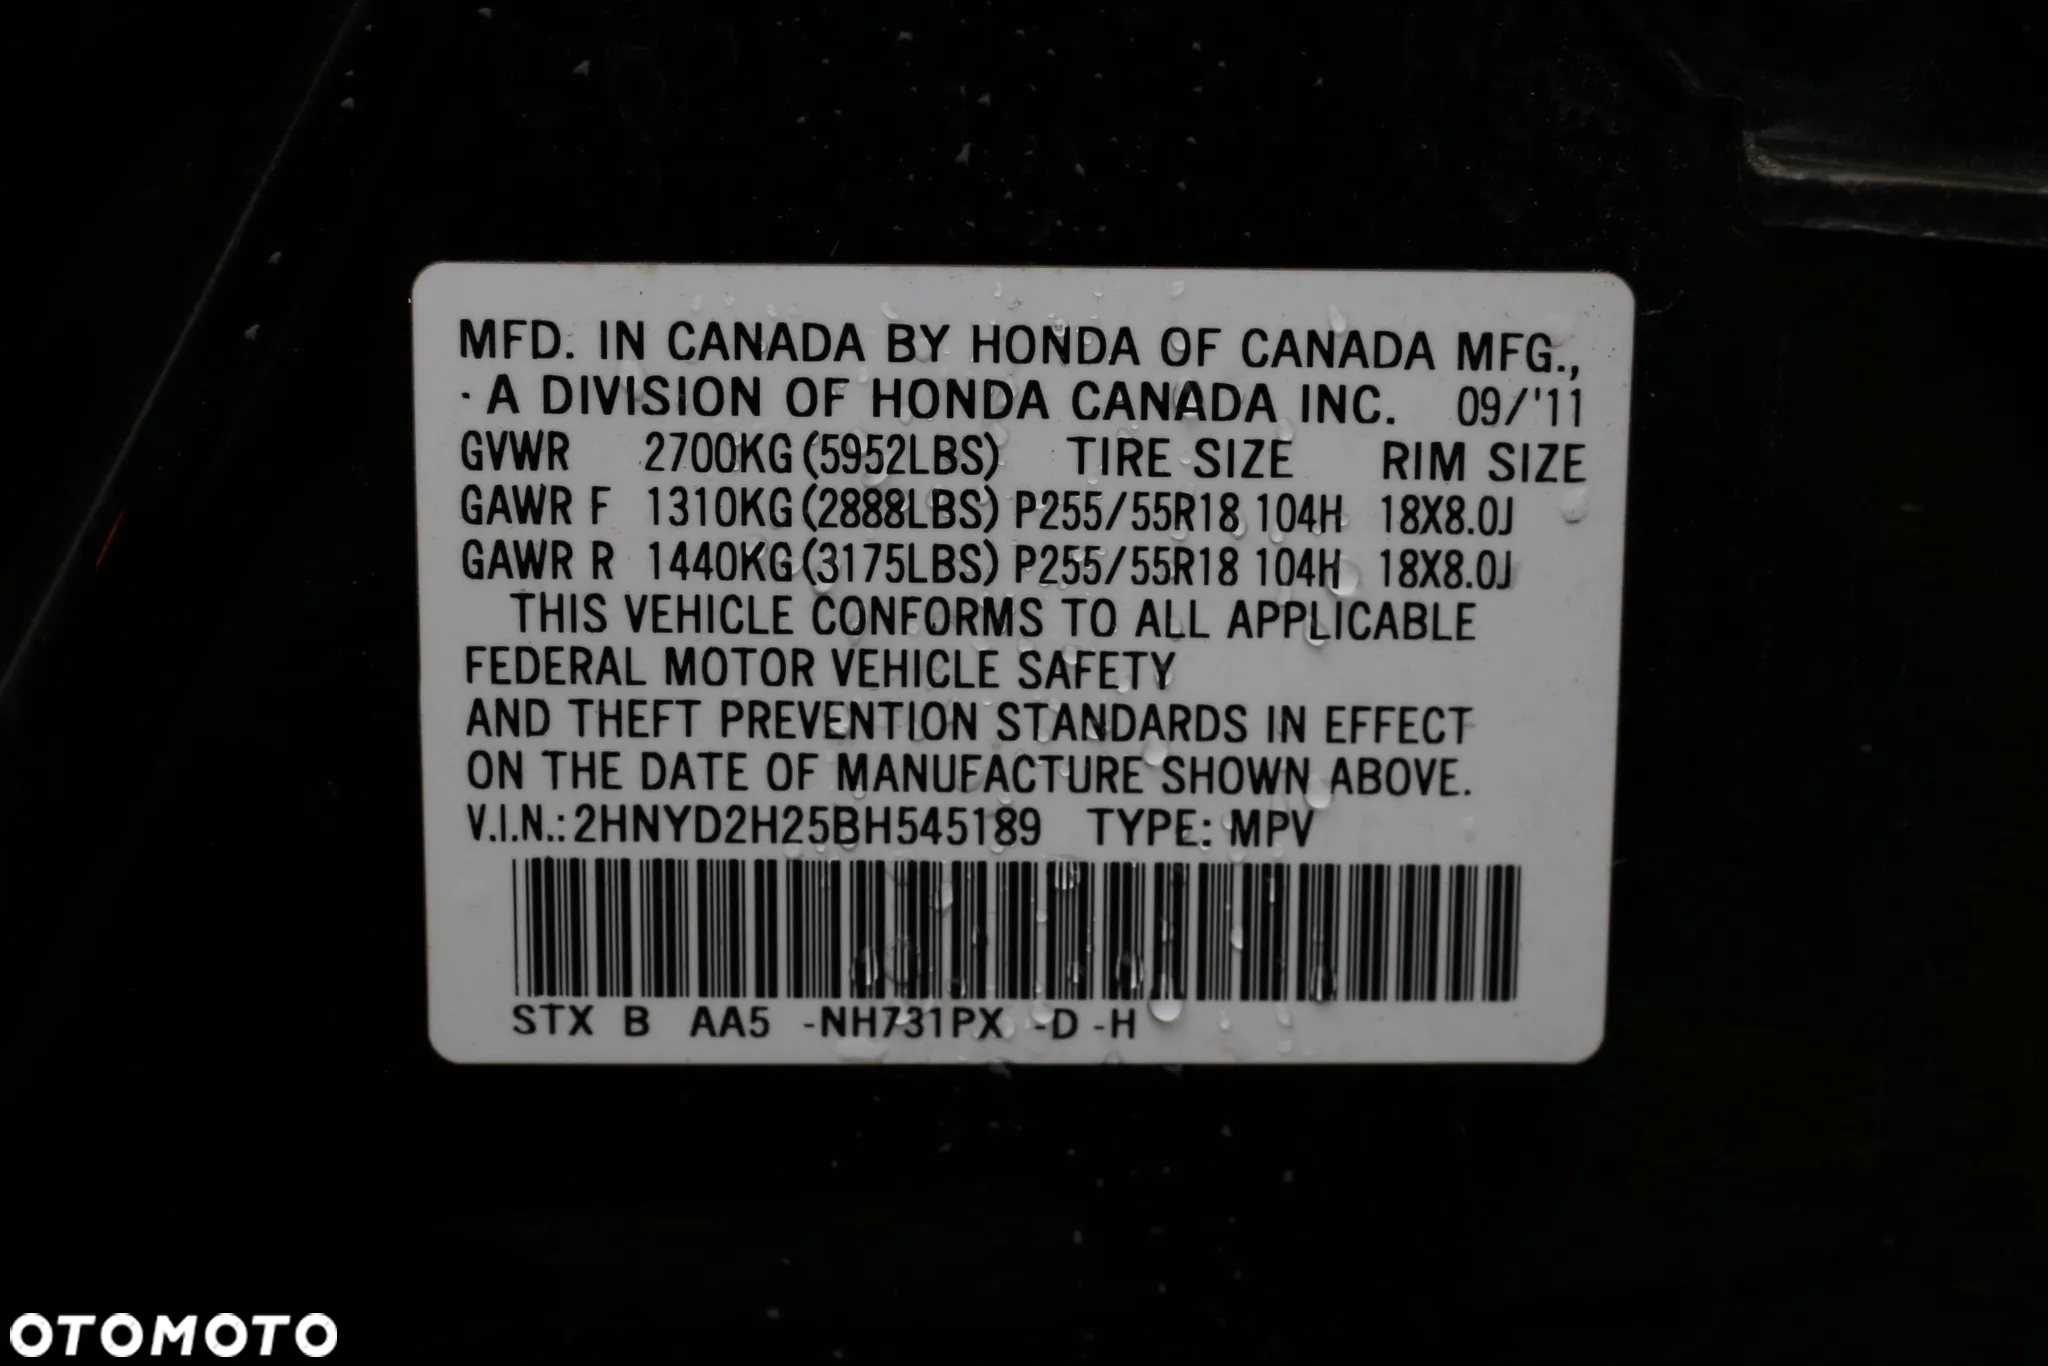 MFD. IN CANADA BY HONDA OF CANADA MFG.,
· A DIVISION OF HONDA CANADA INC. 09/'11
GVWR 2700KG (5952LBS) TIRE SIZE RIM SIZE
GAWR F 1310KG (2888LBS) P255/55R18 104H 18X8.0J
GAWR R 1440KG (3175LBS) P255/55R18 104H 18X8.0J
THIS VEHICLE CONFORMS TO ALL APPLICABLE
FEDERAL MOTOR VEHICLE SAFETY
AND THEFT PREVENTION STANDARDS IN EFFECT
ON THE DATE OF MANUFACTURE SHOWN ABOVE.
V.I.N.: 2HNYD2H25BH545189 TYPE: MPV
STX B AA5 -NH731PX -D -H
OTOMOTO